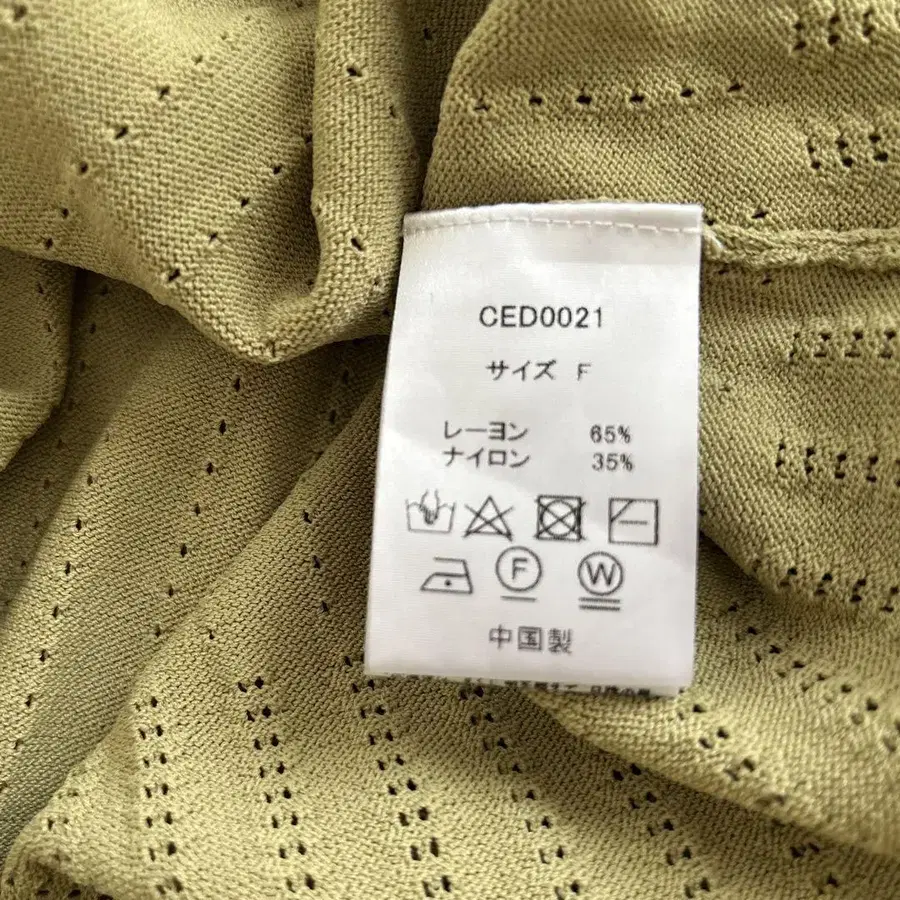 CED0021
サイズ F
レーヨン 65%
ナイロン 35%
F W
中国製